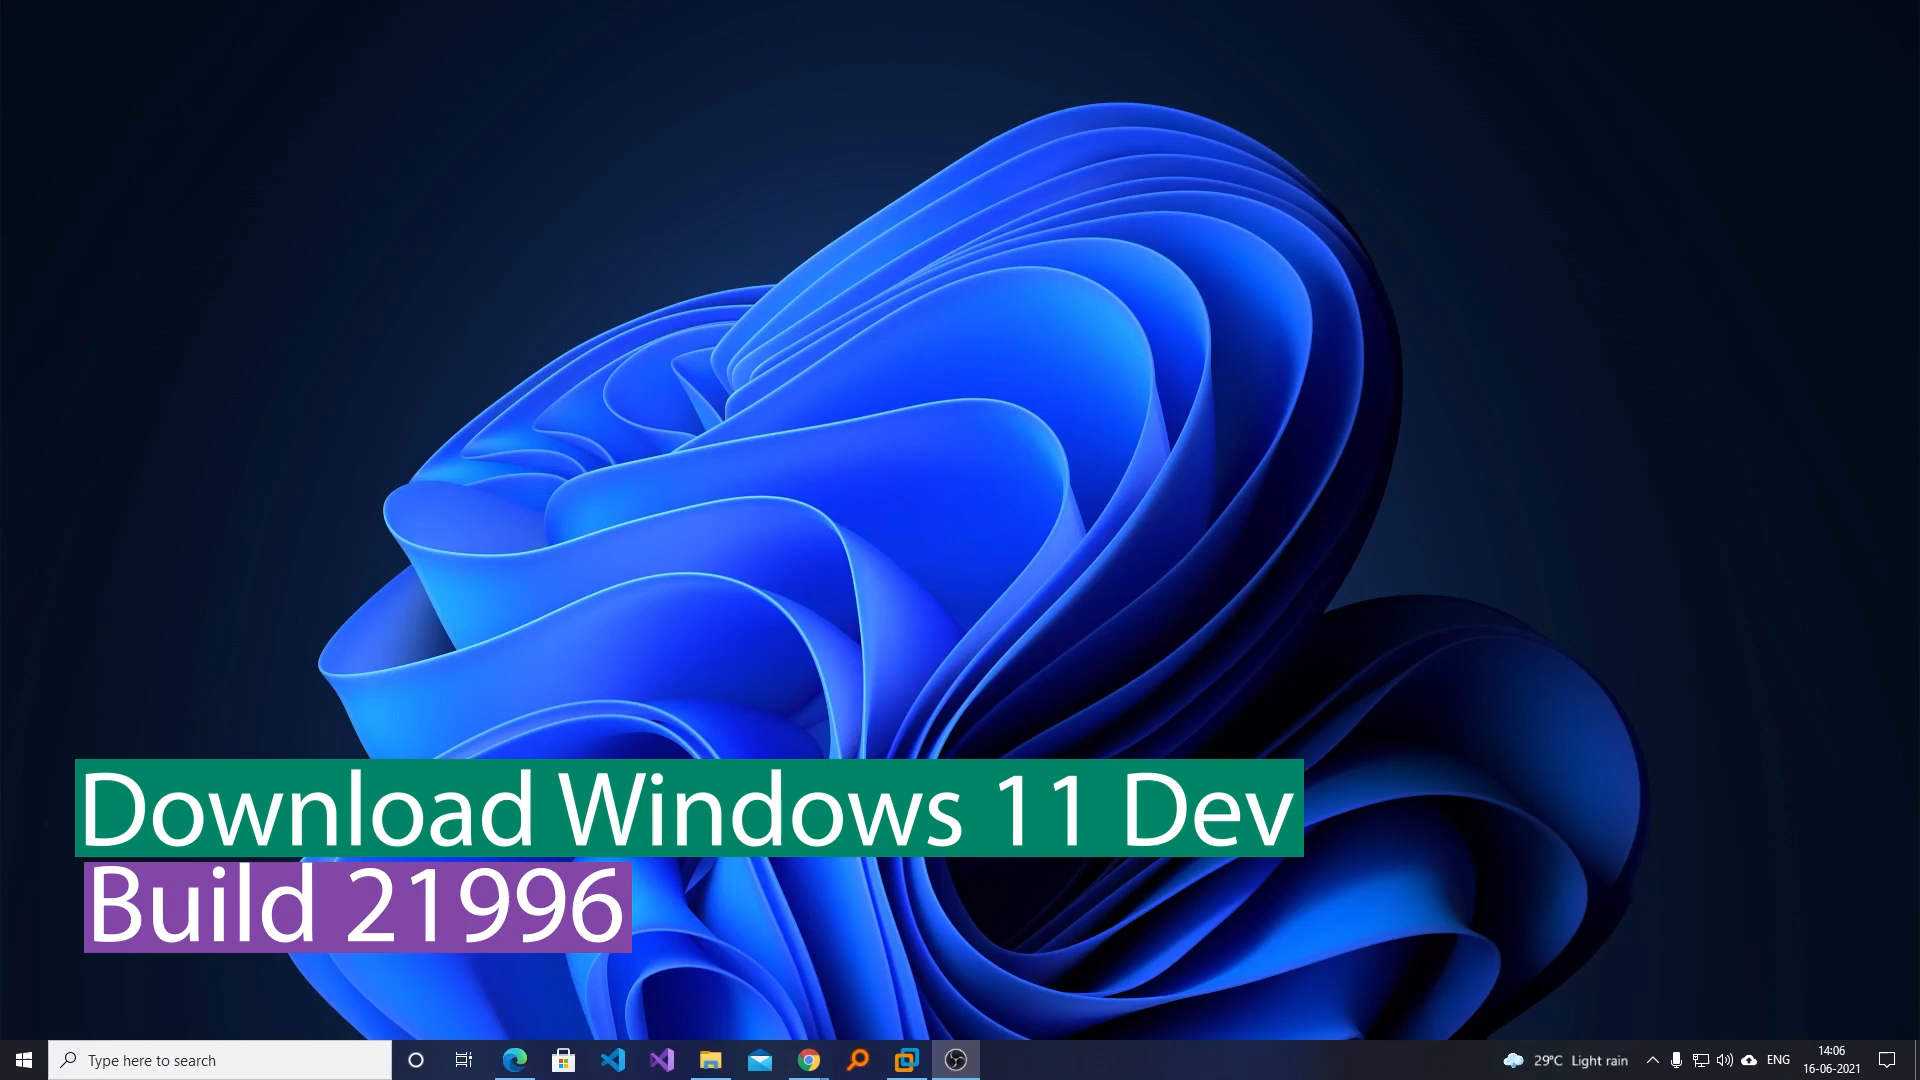 Download Windows 11 Dev
Build 21996
Type here to search
29°C Light rain
ENG
14:06
16-06-2021